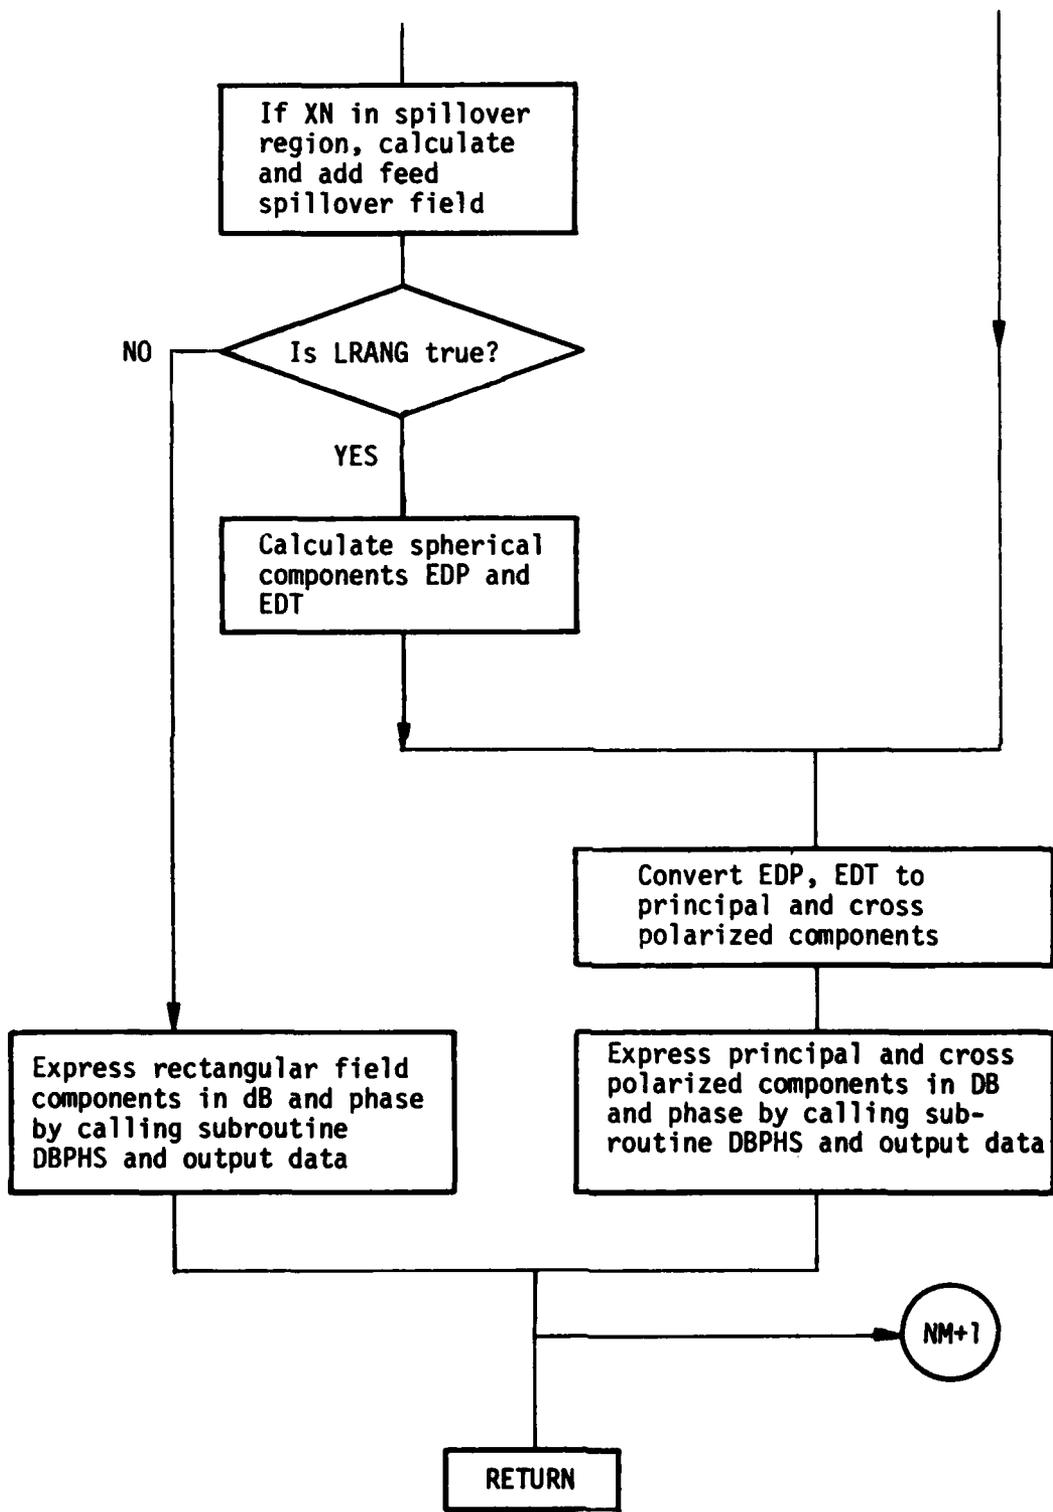 If XN in spillover
region, calculate
and add feed
spillover field
NO
Is LRANG true?
YES
Calculate spherical
components EDP and
EDT
Convert EDP, EDT to
principal and cross
polarized components
Express rectangular field
components in dB and phase
by calling subroutine
DBPHS and output data
Express principal and cross
polarized components in DB
and phase by calling sub-
routine DBPHS and output data
NM+1
RETURN